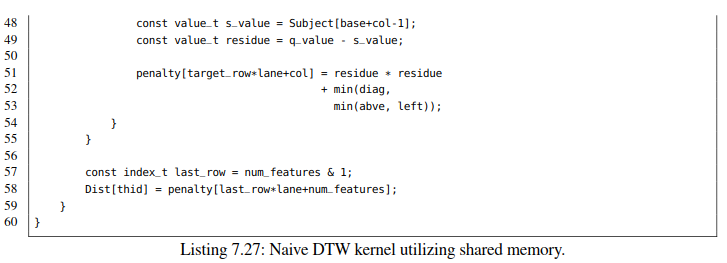 48 const value_t s_value = Subject[base+col-1];
49 const value_t residue = q_value - s_value;
50
51 penalty[target_row*lane+col] = residue * residue
52 + min(diag,
53 min(abve, left));
54 }
55 }
56
57 const index_t last_row = num_features & 1;
58 Dist[thid] = penalty[last_row*lane+num_features];
59 }
60 }
Listing 7.27: Naive DTW kernel utilizing shared memory.